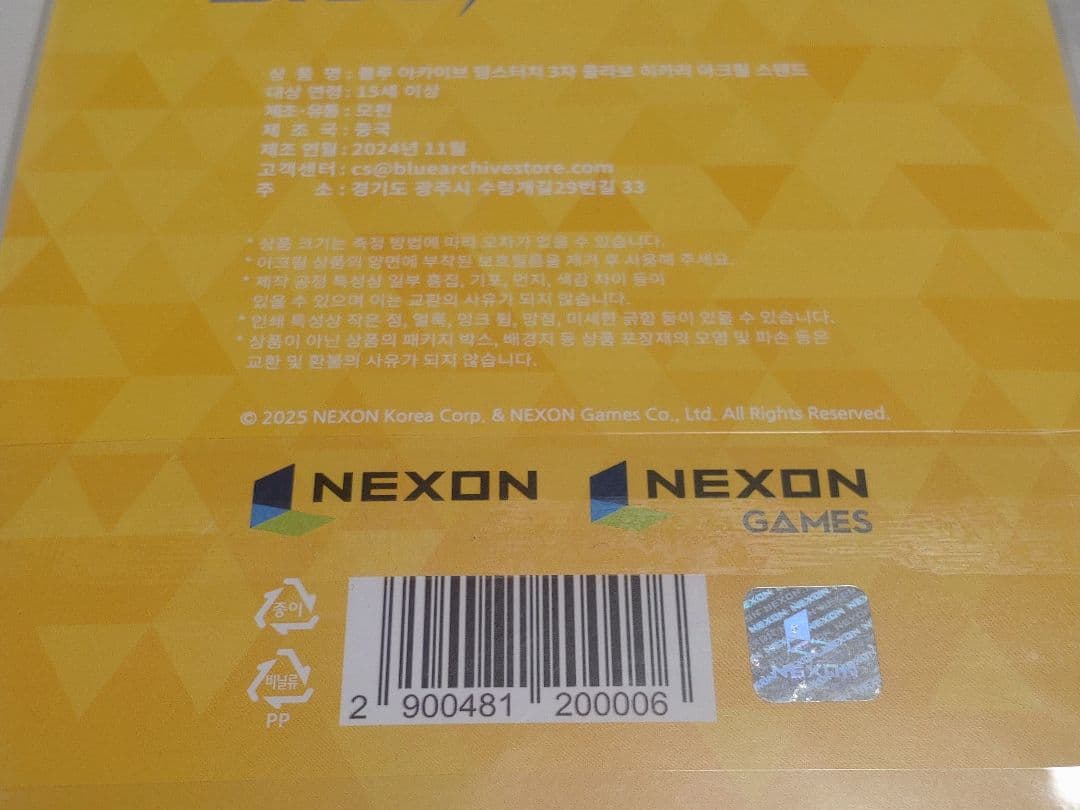 상 품 명 : 블루 아카이브 맘스터치 3차 콜라보 히카리 아크릴 스탠드
대상 연령 : 15세 이상
제조·유통 : 모펀
제 조 국 : 중국
제조 연월 : 2024년 11월
고객센터 : cs@bluearchivestore.com
주 소 : 경기도 광주시 수렁개길29번길 33
* 상품 크기는 측정 방법에 따라 오차가 있을 수 있습니다.
* 아크릴 상품의 양면에 부착된 보호필름을 제거 후 사용해 주세요.
* 제작 공정 특성상 일부 흠집, 기포, 먼지, 색감 차이 등이
있을 수 있으며 이는 교환의 사유가 되지 않습니다.
* 인쇄 특성상 작은 점, 얼룩, 잉크 튐, 망점, 미세한 긁힘 등이 있을 수 있습니다.
* 상품이 아닌 상품의 패키지 박스, 배경지 등 상품 포장재의 오염 및 파손 등은
교환 및 환불의 사유가 되지 않습니다.
© 2025 NEXON Korea Corp. & NEXON Games Co., Ltd. All Rights Reserved.
NEXON
NEXON
GAMES
종이
비닐류
PP
2 900481 200006
NEXON